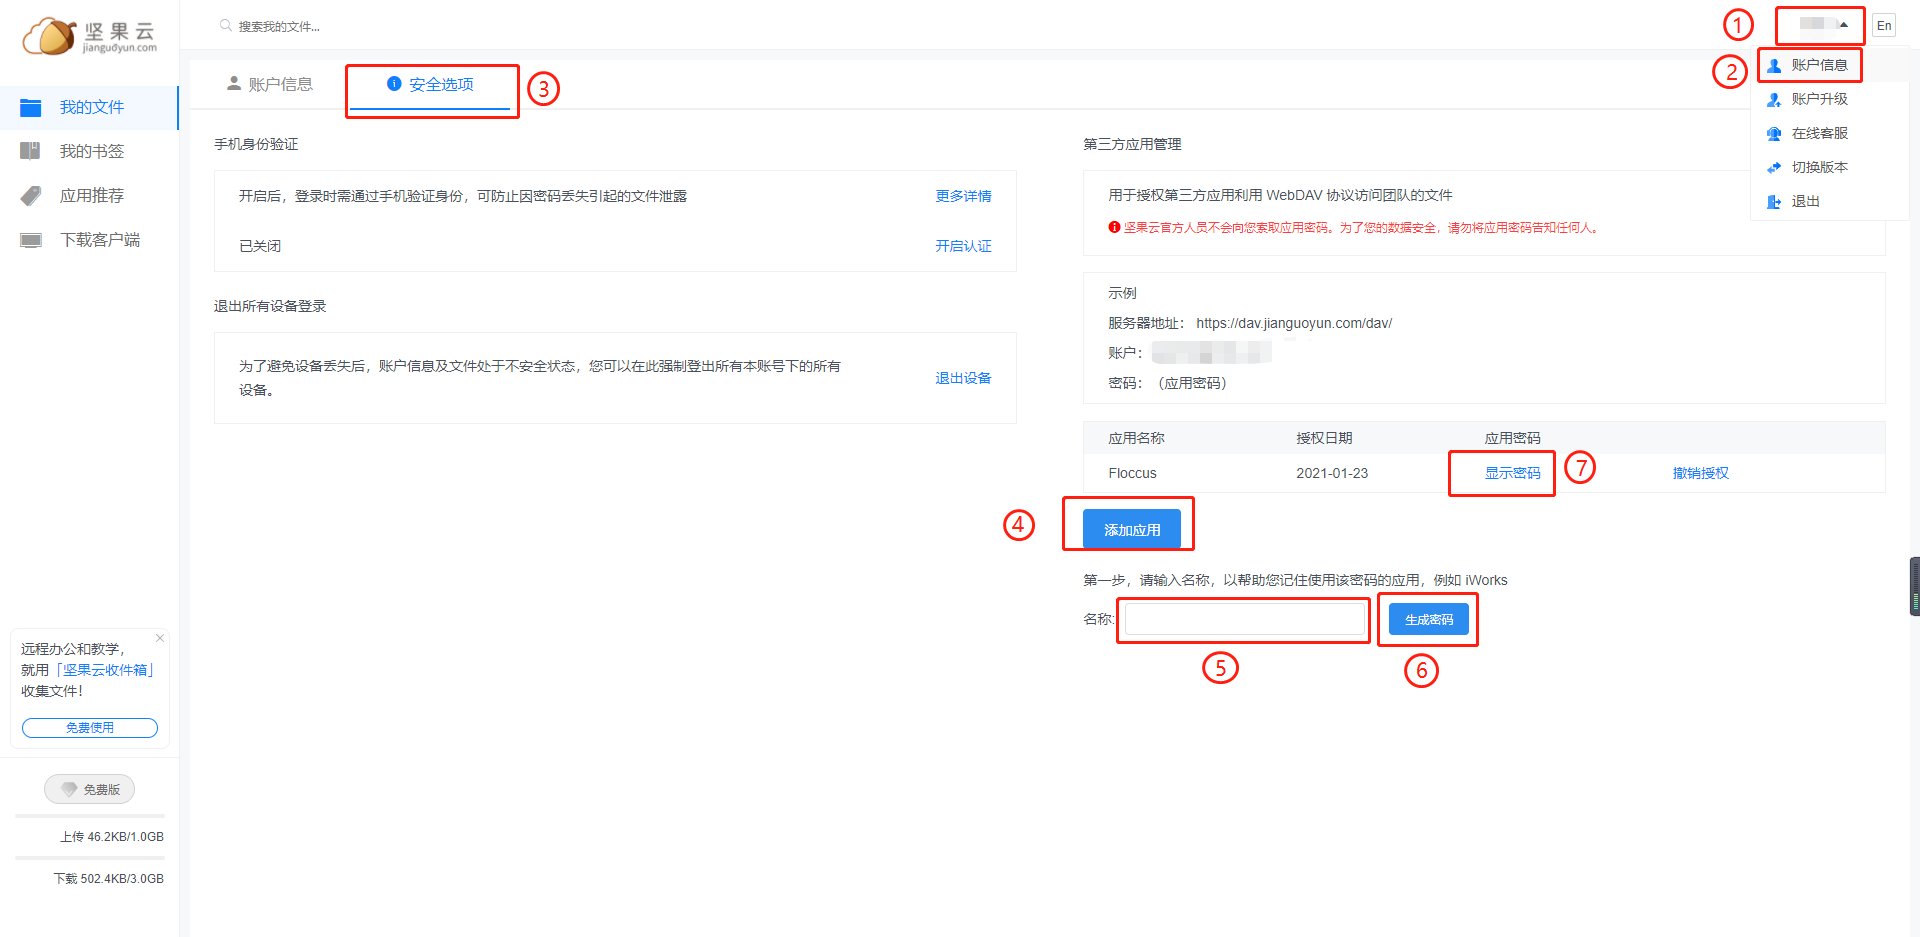 坚果云
jianguoyun.com
搜索我的文件...
①
En
②
账户信息
账户升级
在线客服
切换版本
退出
我的文件
我的书签
应用推荐
下载客户端
账户信息
安全选项
③
手机身份验证
开启后，登录时需通过手机验证身份，可防止因密码丢失引起的文件泄露
更多详情
已关闭
开启认证
退出所有设备登录
为了避免设备丢失后，账户信息及文件处于不安全状态，您可以在此强制登出所有本账号下的所有
设备。
退出设备
第三方应用管理
用于授权第三方应用利用 WebDAV 协议访问团队的文件
坚果云官方人员不会向您索取应用密码。为了您的数据安全，请勿将应用密码告知任何人。
示例
服务器地址： https://dav.jianguoyun.com/dav/
账户：
密码：（应用密码）
应用名称 授权日期 应用密码
Floccus 2021-01-23 显示密码 撤销授权
⑦
④
添加应用
第一步，请输入名称，以帮助您记住使用该密码的应用，例如 iWorks
名称:
生成密码
⑤
⑥
远程办公和教学，
就用「坚果云收件箱」
收集文件！
免费使用
免费版
上传 46.2KB/1.0GB
下载 502.4KB/3.0GB